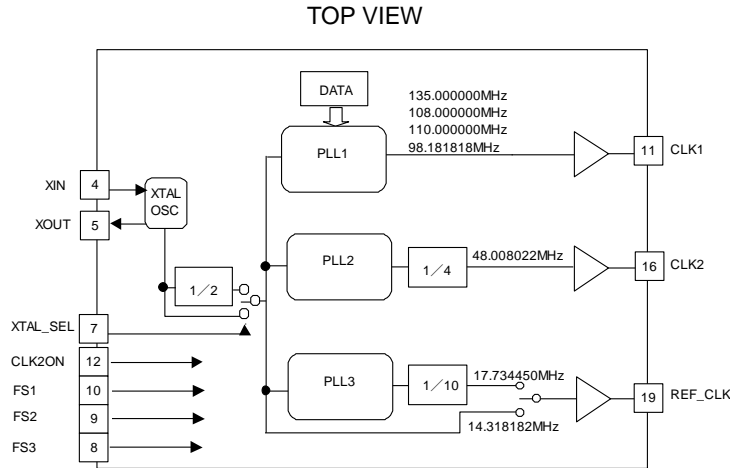 TOP VIEW
DATA
135.000000MHz
108.000000MHz
110.000000MHz
98.181818MHz
PLL1
11 CLK1
XIN 4
XTAL
OSC
XOUT 5
PLL2
1/4
48.008022MHz
16 CLK2
1/2
XTAL_SEL 7
CLK2ON 12
FS1 10
FS2 9
FS3 8
PLL3
1/10
17.734450MHz
14.318182MHz
19 REF_CLK